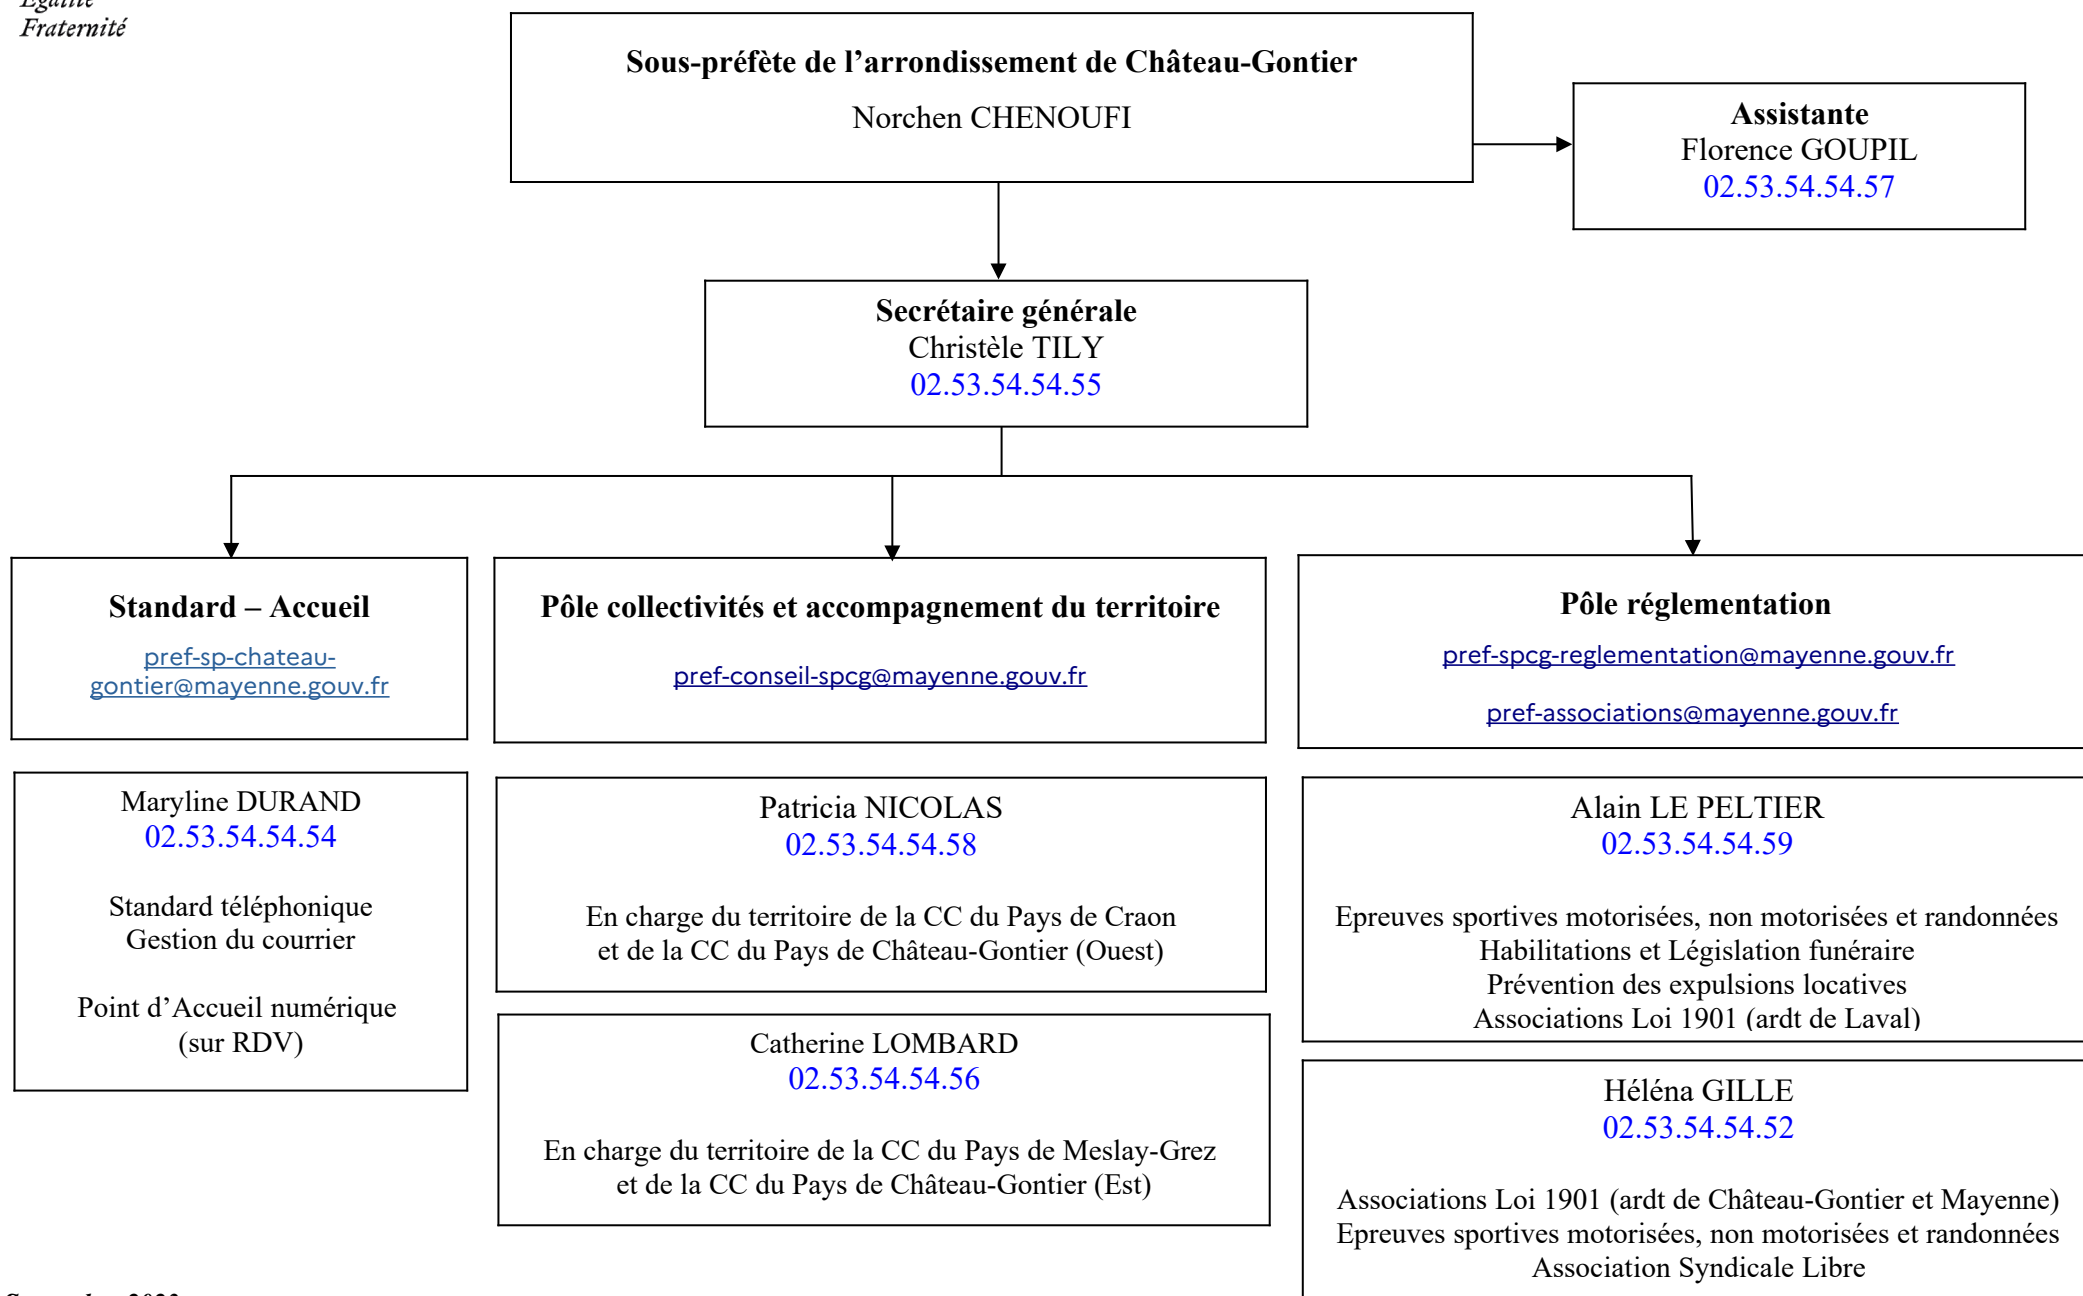 Fraternité
Sous-préfète de l’arrondissement de Château-Gontier
Norchen CHENOUFI
Assistante
Florence GOUPIL
02.53.54.54.57
Secrétaire générale
Christèle TILY
02.53.54.54.55
Standard – Accueil
pref-sp-chateau-
gontier@mayenne.gouv.fr
Pôle collectivités et accompagnement du territoire
pref-conseil-spcg@mayenne.gouv.fr
Pôle réglementation
pref-spcg-reglementation@mayenne.gouv.fr
pref-associations@mayenne.gouv.fr
Maryline DURAND
02.53.54.54.54
Standard téléphonique
Gestion du courrier
Point d’Accueil numérique
(sur RDV)
Patricia NICOLAS
02.53.54.54.58
En charge du territoire de la CC du Pays de Craon
et de la CC du Pays de Château-Gontier (Ouest)
Catherine LOMBARD
02.53.54.54.56
En charge du territoire de la CC du Pays de Meslay-Grez
et de la CC du Pays de Château-Gontier (Est)
Alain LE PELTIER
02.53.54.54.59
Epreuves sportives motorisées, non motorisées et randonnées
Habilitations et Législation funéraire
Prévention des expulsions locatives
Associations Loi 1901 (ardt de Laval)
Héléna GILLE
02.53.54.54.52
Associations Loi 1901 (ardt de Château-Gontier et Mayenne)
Epreuves sportives motorisées, non motorisées et randonnées
Association Syndicale Libre